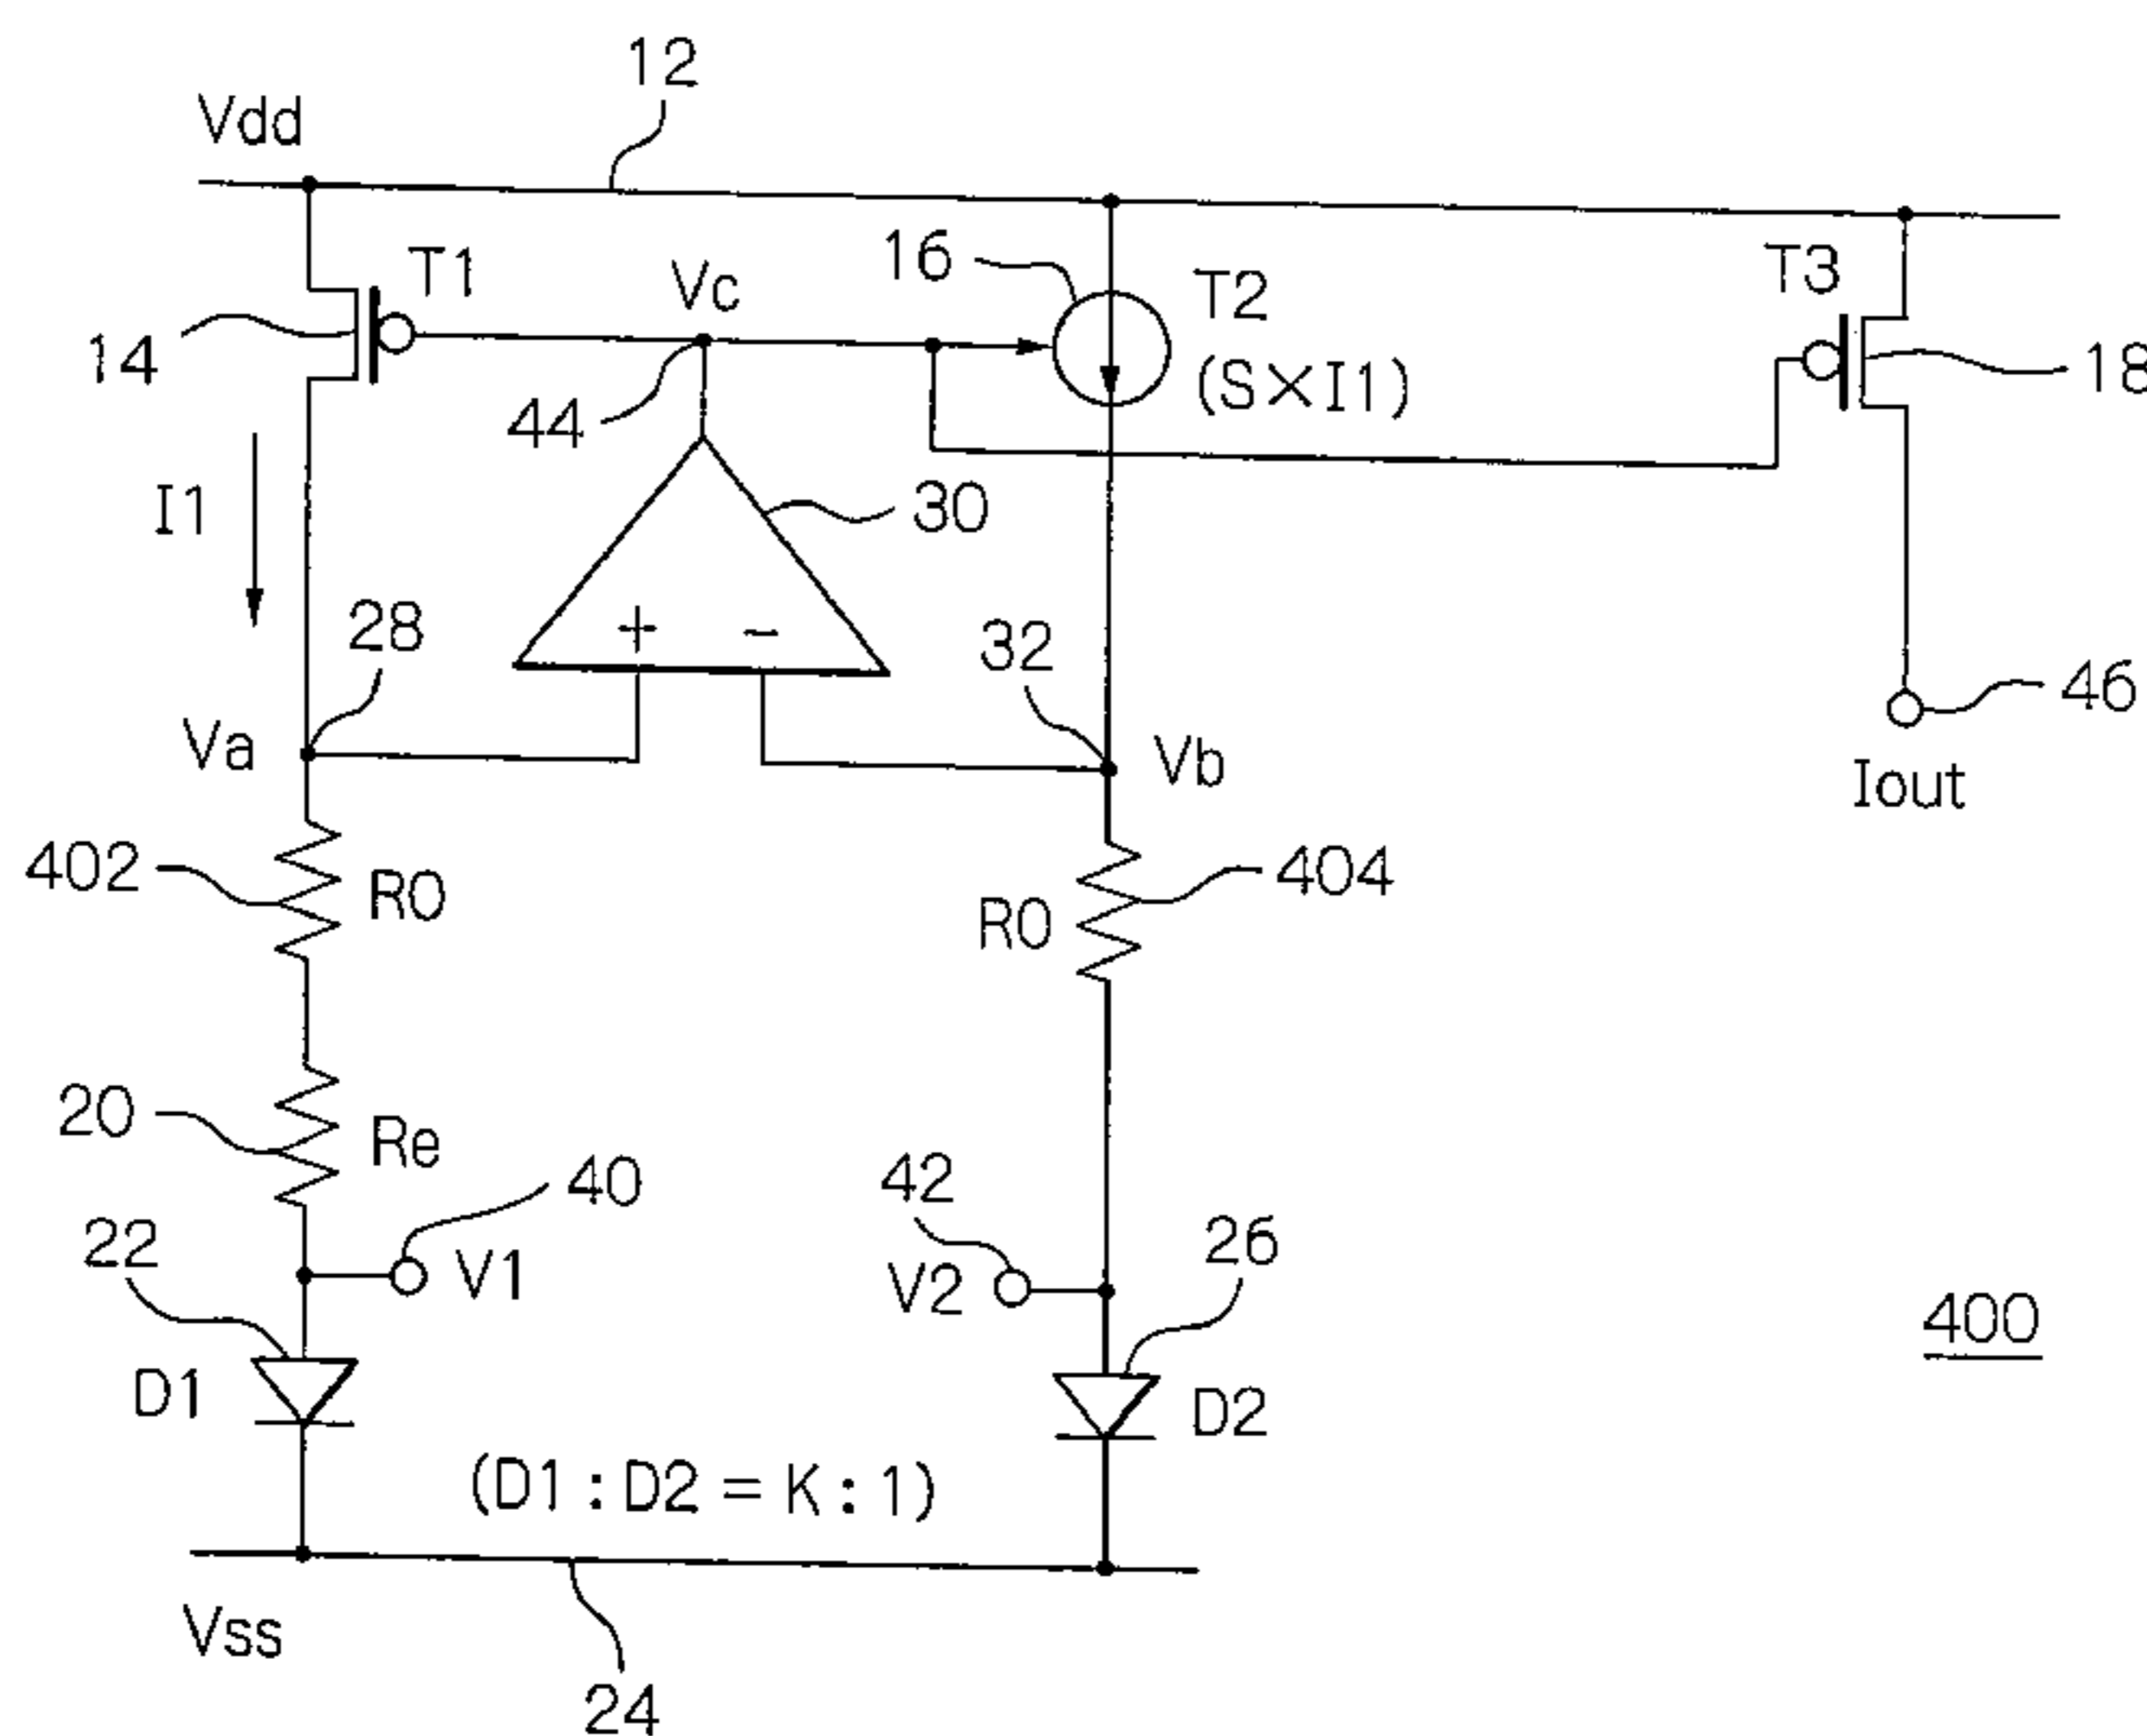 12
Vdd
T1
Vc
16
T2
T3
14
(S×I1)
18
44
I1
30
28
32
46
Va
Vb
Iout
402
R0
R0
404
20
Re
40
42
22
V1
V2
26
400
D1
D2
(D1:D2=K:1)
Vss
24